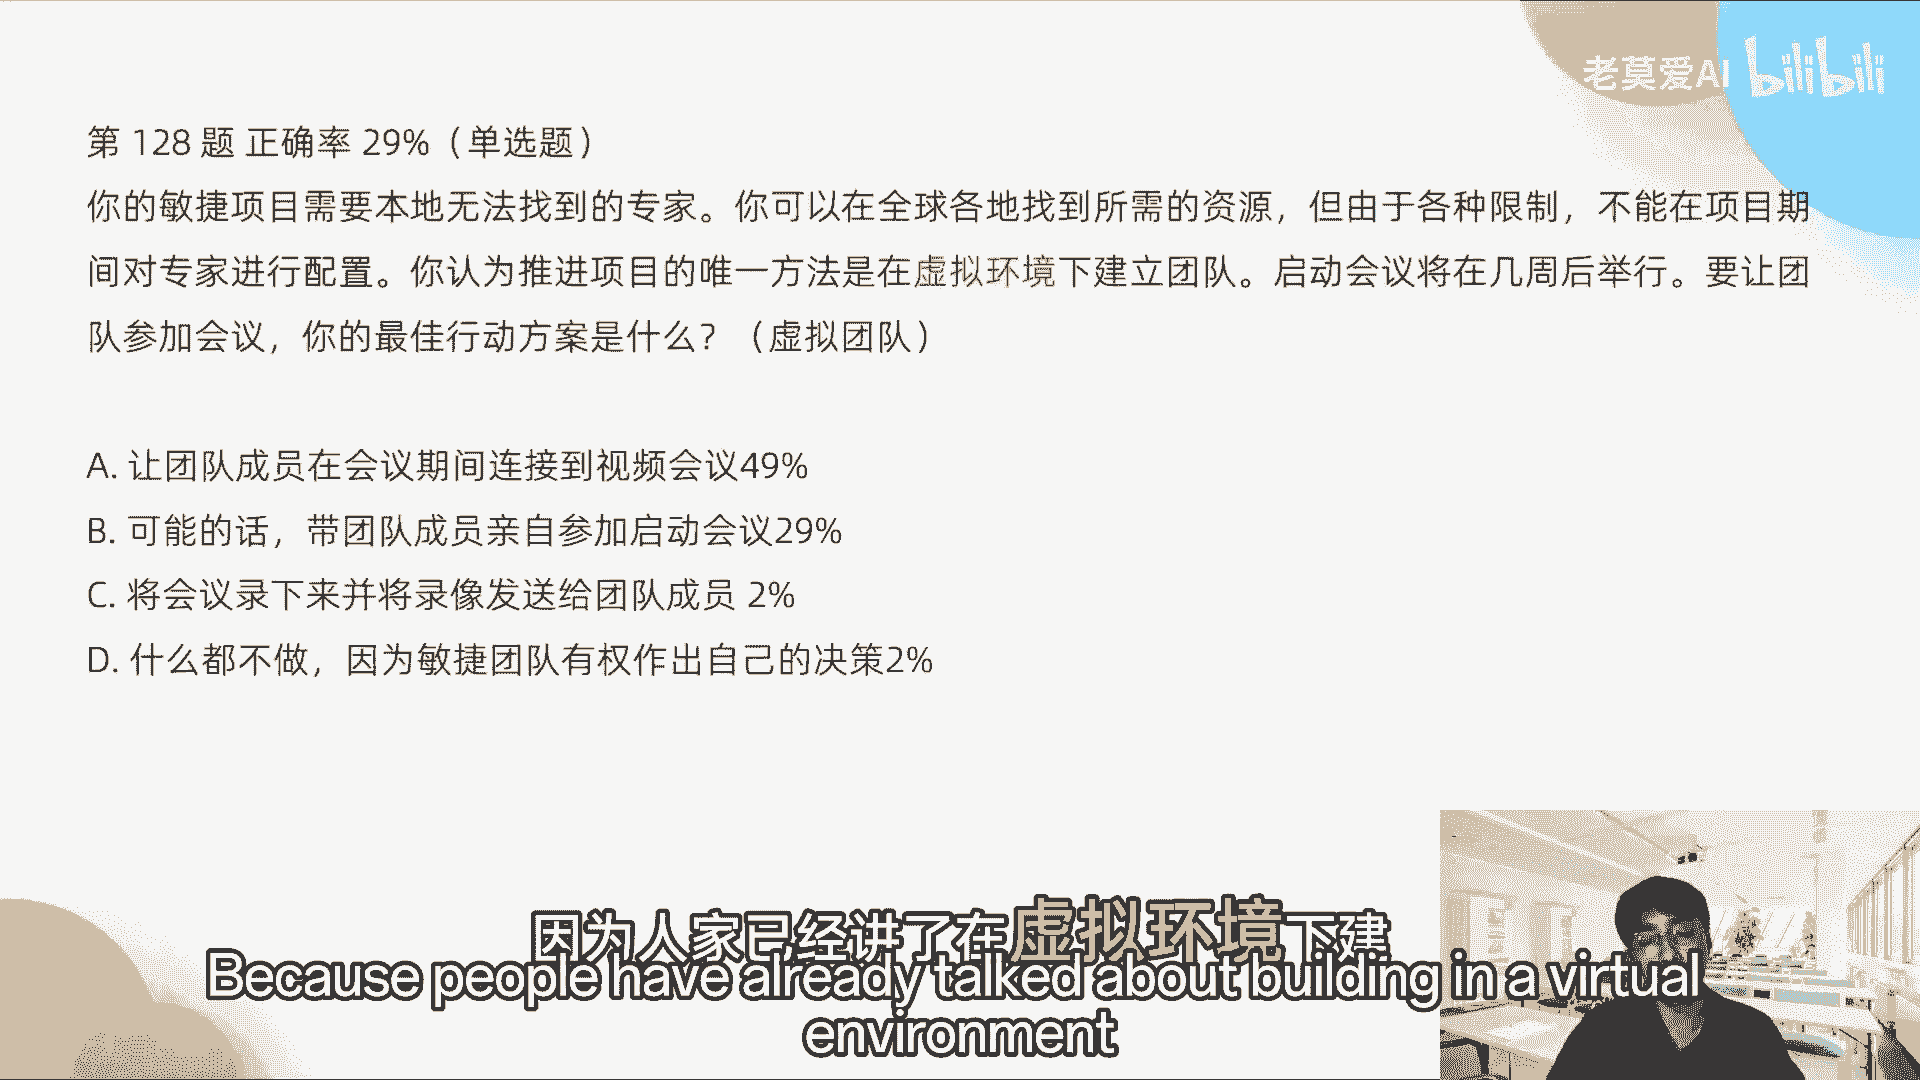 老莫爱AI bilibili
第 128 题 正确率 29%（单选题）
你的敏捷项目需要本地无法找到的专家。你可以在全球各地找到所需的资源，但由于各种限制，不能在项目期
间对专家进行配置。你认为推进项目的唯一方法是在虚拟环境下建立团队。启动会议将在几周后举行。要让团
队参加会议，你的最佳行动方案是什么？（虚拟团队）
A. 让团队成员在会议期间连接到视频会议49%
B. 可能的话，带团队成员亲自参加启动会议29%
C. 将会议录下来并将录像发送给团队成员 2%
D. 什么都不做，因为敏捷团队有权作出自己的决策2%
因为人家已经讲了在虚拟环境下建
Because people have already talked about building in a virtual
environment